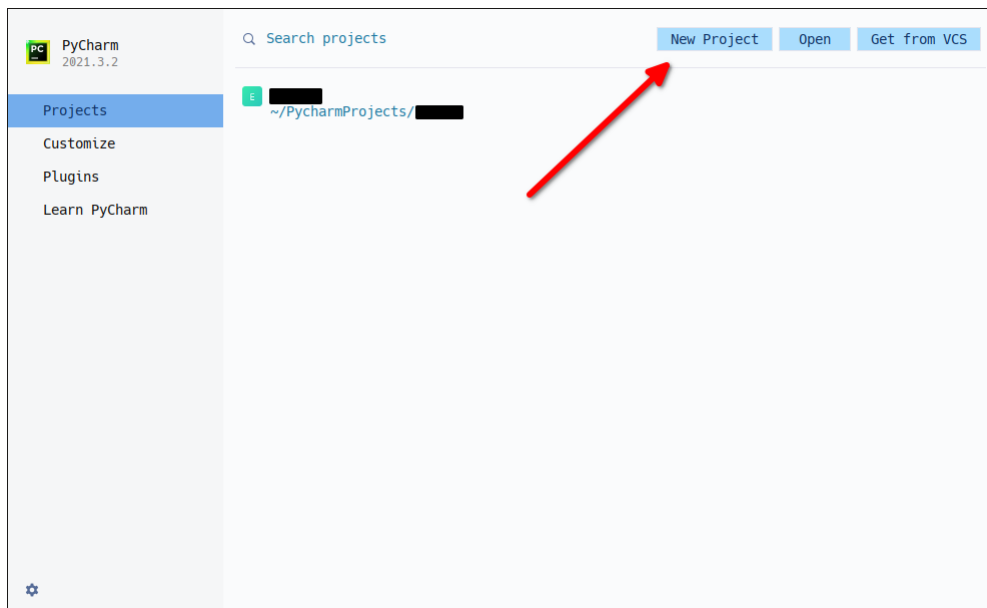 PC
PyCharm
2021.3.2
Projects
Customize
Plugins
Learn PyCharm
Search projects
New Project
Open
Get from VCS
E
~/PycharmProjects/